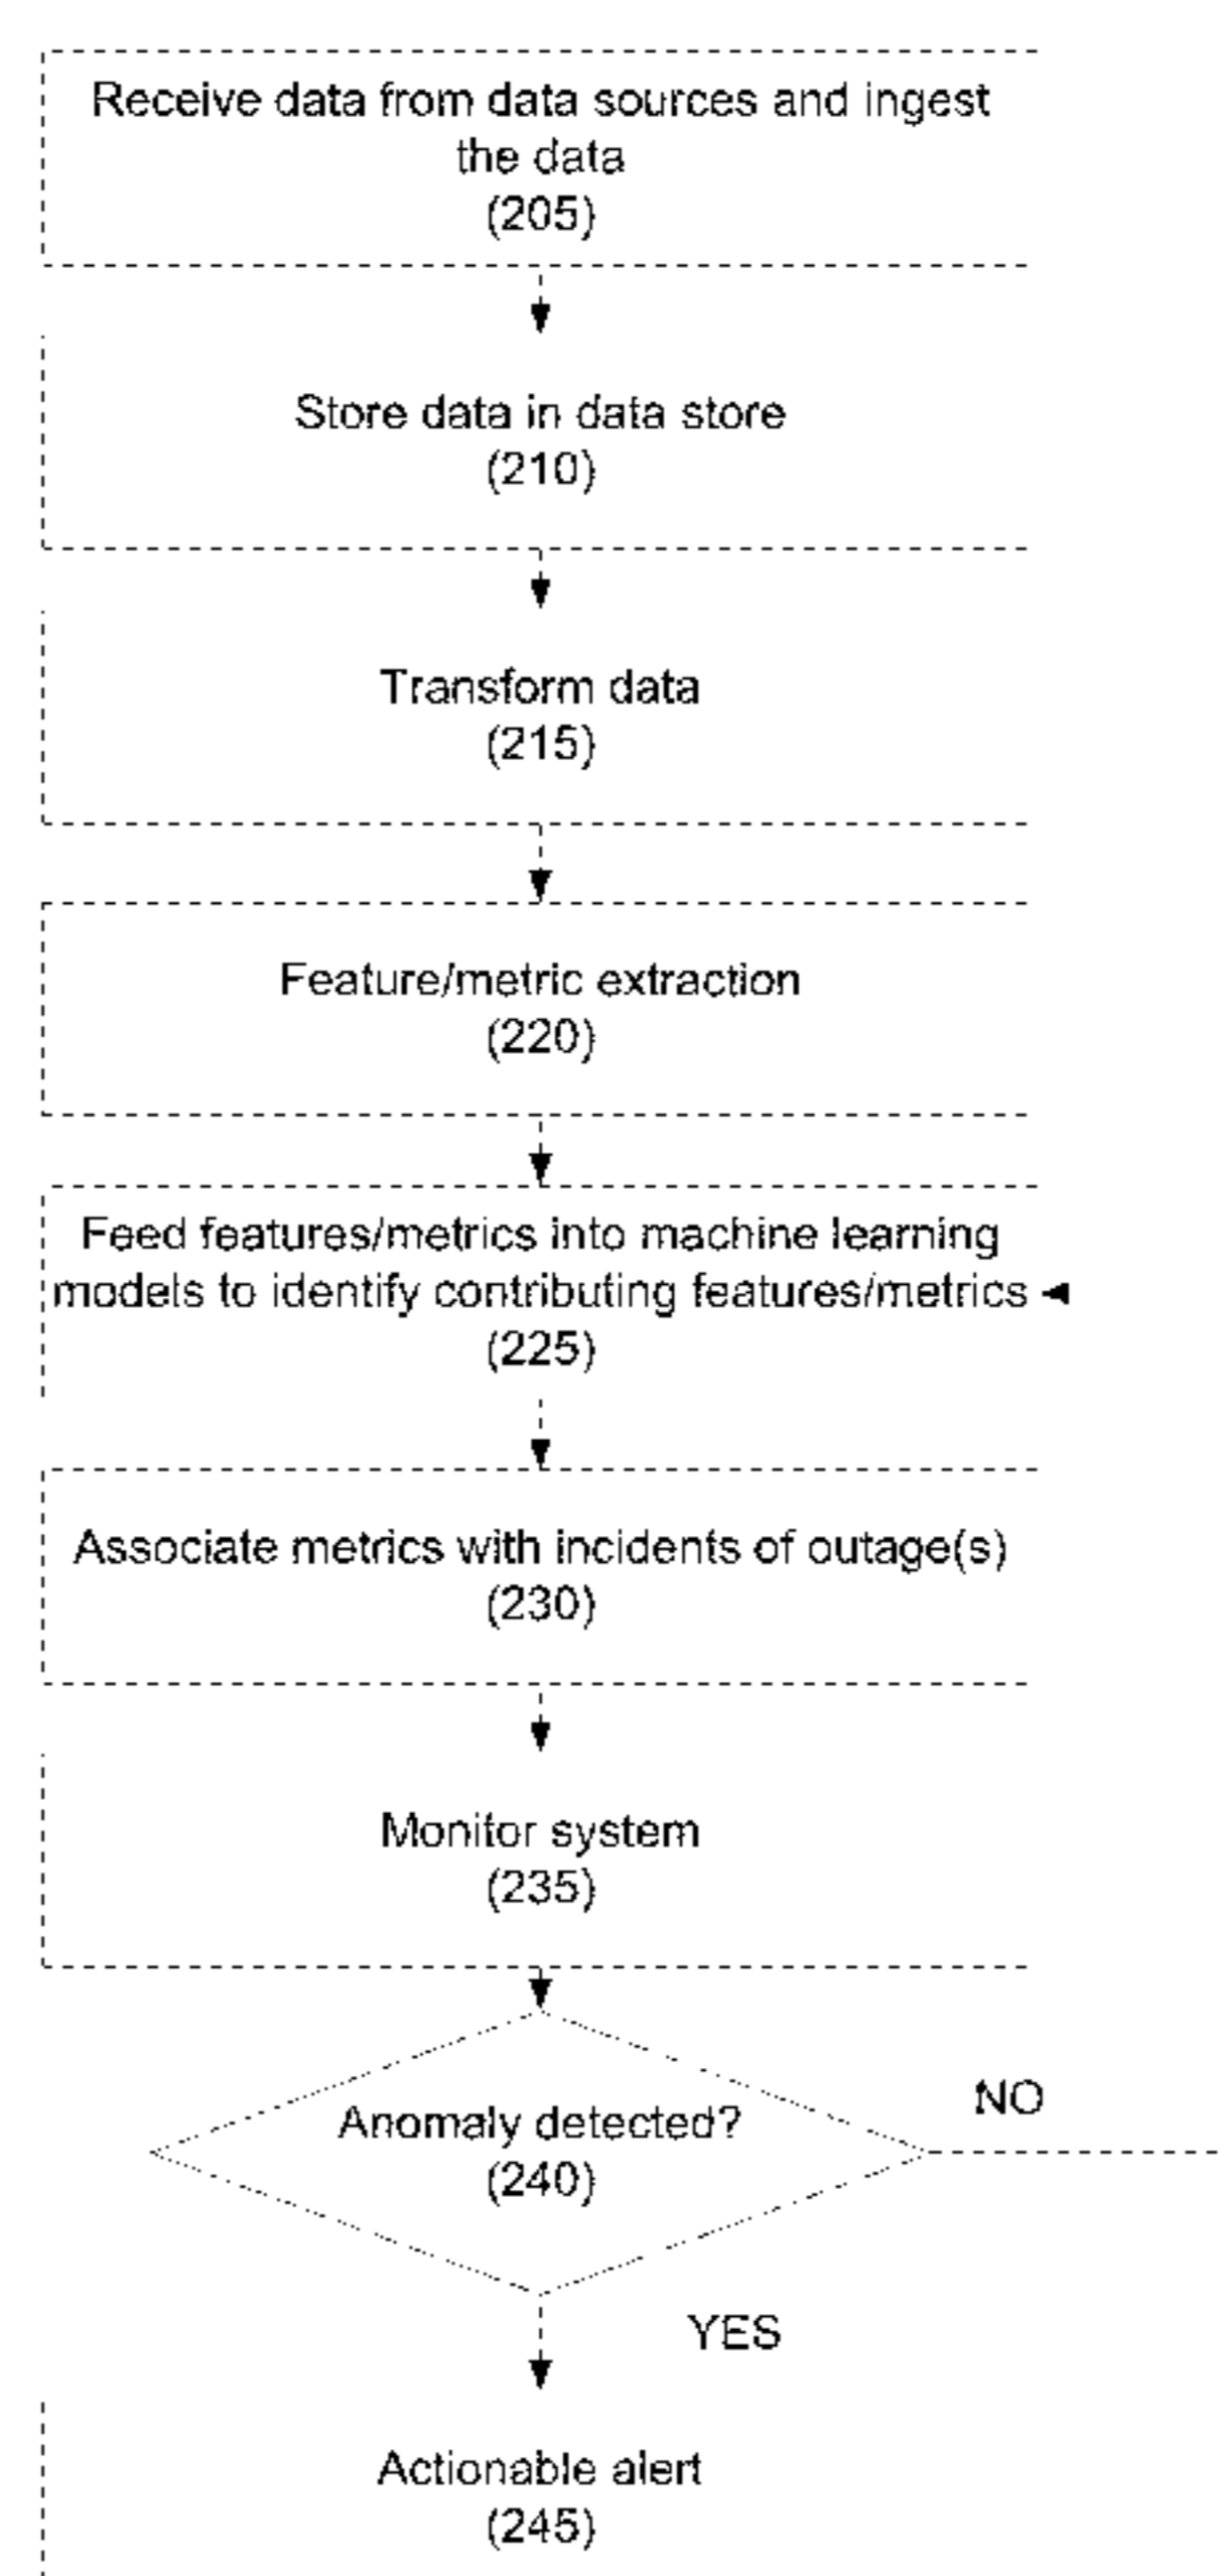 Receive data from data sources and ingest
the data
(205)
Store data in data store
(210)
Transform data
(215)
Feature/metric extraction
(220)
Feed features/metrics into machine learning
models to identify contributing features/metrics
(225)
Associate metrics with incidents of outage(s)
(230)
Monitor system
(235)
Anomaly detected?
(240)
NO
YES
Actionable alert
(245)